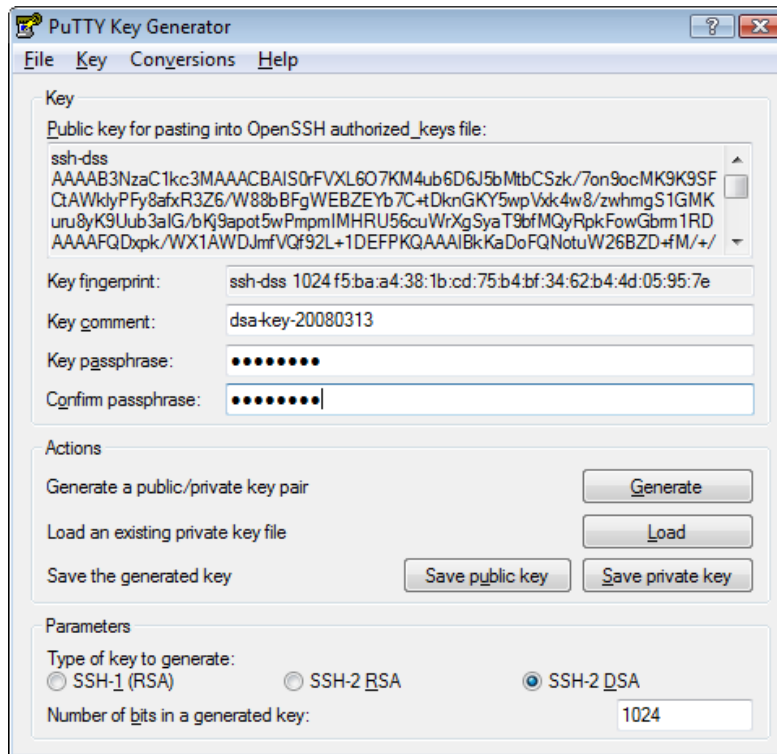 PuTTY Key Generator
File Key Conversions Help
Key
Public key for pasting into OpenSSH authorized_keys file:
ssh-dss
AAAAB3NzaC1kc3MAAACBAIS0rFVXL6O7KM4ub6D6J5bMtbCSzk/7on9ocMK9K9SF
CtAWklyPFy8afxR3Z6/W88bBFgWEBZEYb7C+tDknGKY5wpVxk4w8/zwhmgS1GMK
uru8yK9Uub3alG/bKj9apot5wPmpmIMHRU56cuWrXgSyaT9bfMQyRpkFowGbrm1RD
AAAAFQDxpk/WX1AWDJmfVQf92L+1DEFPKQAAAIBkKaDoFQNotuW26BZD+fM/+/
Key fingerprint: ssh-dss 1024 f5:ba:a4:38:1b:cd:75:b4:bf:34:62:b4:4d:05:95:7e
Key comment: dsa-key-20080313
Key passphrase: ●●●●●●●●
Confirm passphrase: ●●●●●●●●
Actions
Generate a public/private key pair Generate
Load an existing private key file Load
Save the generated key Save public key Save private key
Parameters
Type of key to generate:
SSH-1 (RSA) SSH-2 RSA SSH-2 DSA
Number of bits in a generated key: 1024